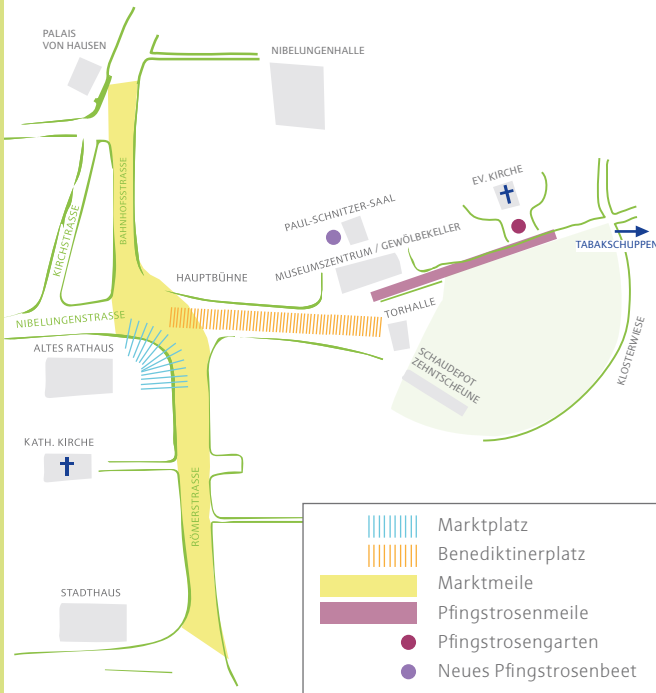 PALAIS
VON HAUSEN
NIBELUNGENHALLE
BAHNHOFSTRASSE
KIRCHSTRASSE
EV. KIRCHE
PAUL-SCHNITZER-SAAL
MUSEUMSZENTRUM / GEWÖLBEKELLER
TABAKSCHUPPEN
HAUPTBÜHNE
NIBELUNGENSTRASSE
TORHALLE
ALTES RATHAUS
SCHAUDEPOT
ZEHNTSCHEUNE
KLOSTERWIESE
KATH. KIRCHE
RÖMERSTRASSE
STADTHAUS
Marktplatz
Benediktinerplatz
Marktmeile
Pfingstrosenmeile
Pfingstrosengarten
Neues Pfingstrosenbeet